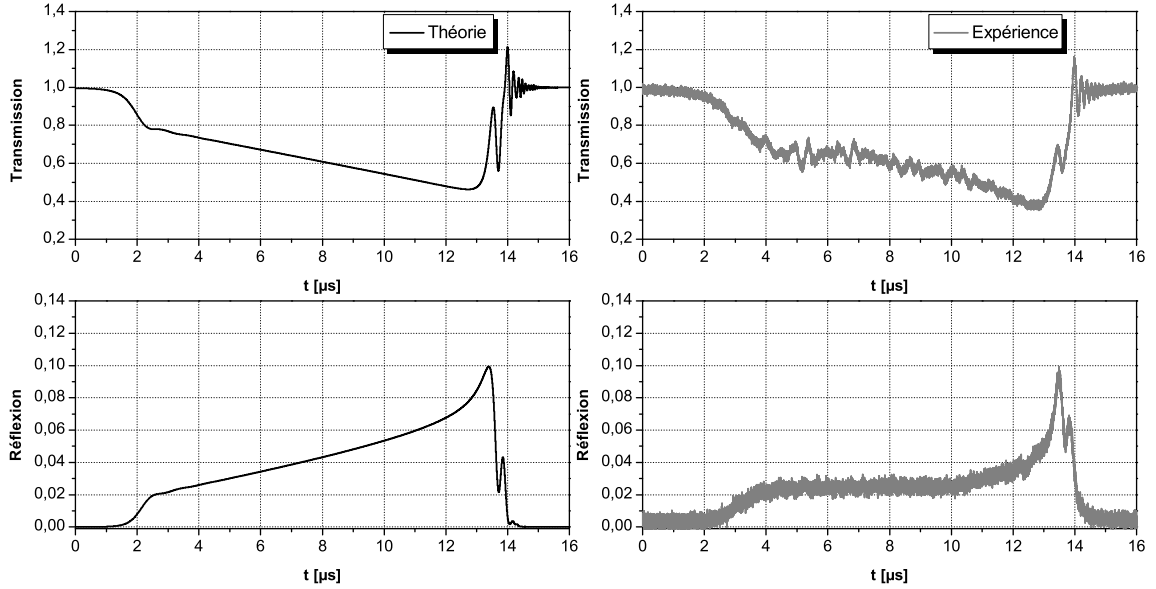 Théorie
Transmission
1,4
1,2
1,0
0,8
0,6
0,4
0,2
0 2 4 6 8 10 12 14 16
t [µs]
Expérience
Transmission
1,4
1,2
1,0
0,8
0,6
0,4
0,2
0 2 4 6 8 10 12 14 16
t [µs]
Réflexion
0,14
0,12
0,10
0,08
0,06
0,04
0,02
0,00
0 2 4 6 8 10 12 14 16
t [µs]
Réflexion
0,14
0,12
0,10
0,08
0,06
0,04
0,02
0,00
0 2 4 6 8 10 12 14 16
t [µs]